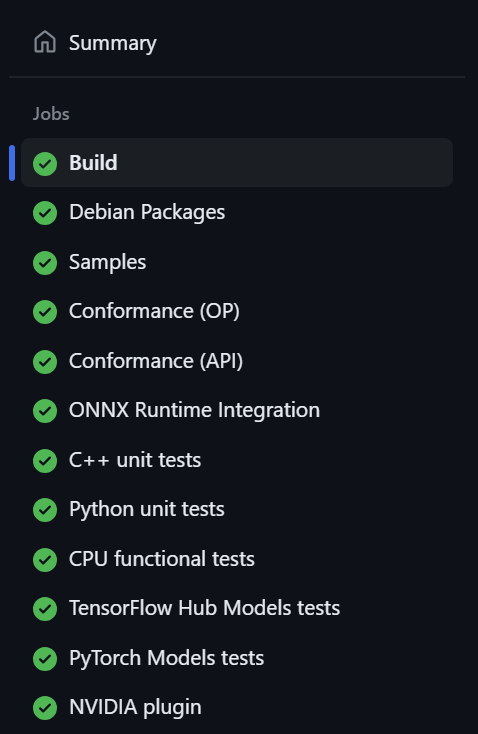 Summary
Jobs
Build
Debian Packages
Samples
Conformance (OP)
Conformance (API)
ONNX Runtime Integration
C++ unit tests
Python unit tests
CPU functional tests
TensorFlow Hub Models tests
PyTorch Models tests
NVIDIA plugin